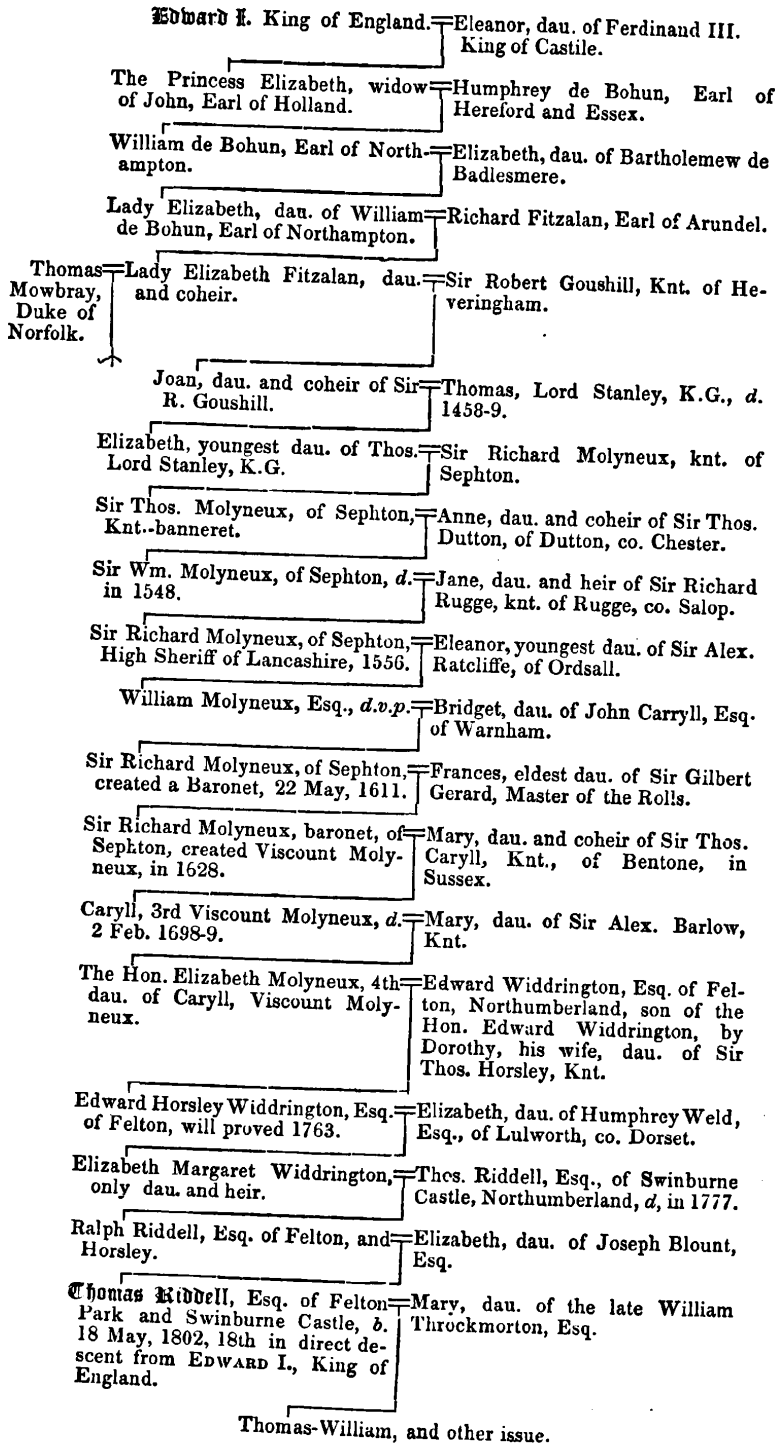 Edward I. King of England. Eleanor, dau. of Ferdinand III.
King of Castile.
The Princess Elizabeth, widow
of John, Earl of Holland.
Humphrey de Bohun, Earl of
Hereford and Essex.
William de Bohun, Earl of North-
ampton.
Elizabeth, dau. of Bartholemew de
Badlesmere.
Lady Elizabeth, dau. of William
de Bohun, Earl of Northampton.
Richard Fitzalan, Earl of Arundel.
Thomas
Mowbray,
Duke of
Norfolk.
Lady Elizabeth Fitzalan, dau.
and coheir.
Sir Robert Goushill, Knt. of He-
veringham.
Joan, dau. and coheir of Sir
R. Goushill.
Thomas, Lord Stanley, K.G., d.
1458-9.
Elizabeth, youngest dau. of Thos.
Lord Stanley, K.G.
Sir Richard Molyneux, knt. of
Sephton.
Sir Thos. Molyneux, of Sephton,
Knt.-banneret.
Anne, dau. and coheir of Sir Thos.
Dutton, of Dutton, co. Chester.
Sir Wm. Molyneux, of Sephton, d.
in 1548.
Jane, dau. and heir of Sir Richard
Rugge, knt. of Rugge, co. Salop.
Sir Richard Molyneux, of Sephton,
High Sheriff of Lancashire, 1556.
Eleanor, youngest dau. of Sir Alex.
Ratcliffe, of Ordsall.
William Molyneux, Esq., d.v.p.
Bridget, dau. of John Carryll, Esq.
of Warnham.
Sir Richard Molyneux, of Sephton,
created a Baronet, 22 May, 1611.
Frances, eldest dau. of Sir Gilbert
Gerard, Master of the Rolls.
Sir Richard Molyneux, baronet, of
Sephton, created Viscount Moly-
neux, in 1628.
Mary, dau. and coheir of Sir Thos.
Caryll, Knt., of Bentone, in
Sussex.
Caryll, 3rd Viscount Molyneux, d.
2 Feb. 1698-9.
Mary, dau. of Sir Alex. Barlow,
Knt.
The Hon. Elizabeth Molyneux, 4th
dau. of Caryll, Viscount Moly-
neux.
Edward Widdrington, Esq. of Fel-
ton, Northumberland, son of the
Hon. Edward Widdrington, by
Dorothy, his wife, dau. of Sir
Thos. Horsley, Knt.
Edward Horsley Widdrington, Esq.
of Felton, will proved 1763.
Elizabeth, dau. of Humphrey Weld,
Esq., of Lulworth, co. Dorset.
Elizabeth Margaret Widdrington,
only dau. and heir.
Thos. Riddell, Esq., of Swinburne
Castle, Northumberland, d, in 1777.
Ralph Riddell, Esq. of Felton, and
Horsley.
Elizabeth, dau. of Joseph Blount,
Esq.
Thomas Riddell, Esq. of Felton
Park and Swinburne Castle, b.
18 May, 1802, 18th in direct de-
scent from EDWARD I., King of
England.
Mary, dau. of the late William
Throckmorton, Esq.
Thomas-William, and other issue.